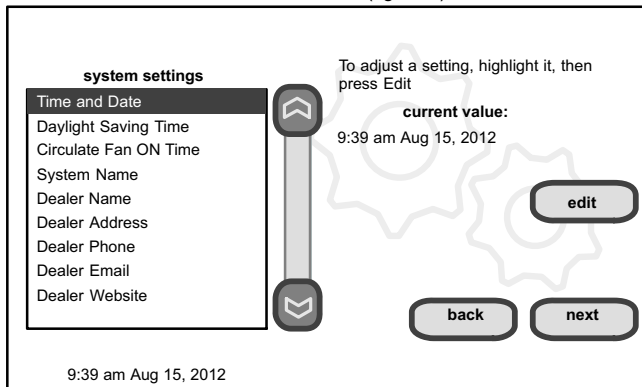 system settings
Time and Date
Daylight Saving Time
Circulate Fan ON Time
System Name
Dealer Name
Dealer Address
Dealer Phone
Dealer Email
Dealer Website
To adjust a setting, highlight it, then
press Edit
current value:
9:39 am Aug 15, 2012
edit
back
next
9:39 am Aug 15, 2012